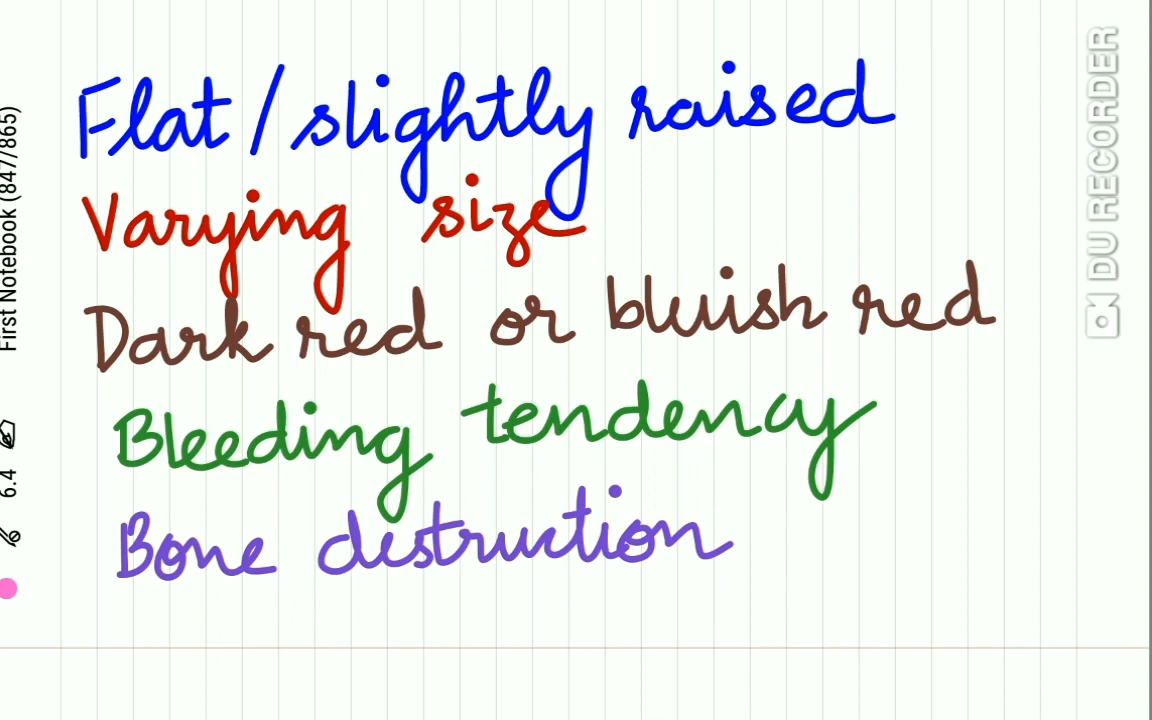 Flat/slightly raised
Varying size
Dark red or bluish red
Bleeding tendency
Bone destruction
First Notebook (847/865)
6.4
DU RECORDER